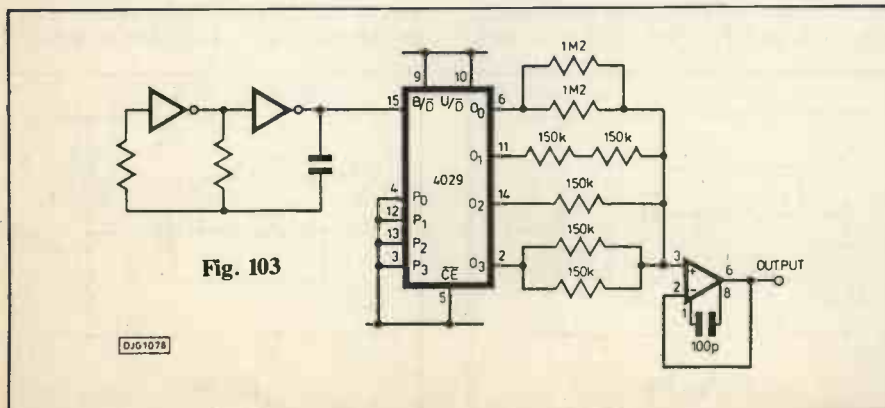 1M2
1M2
9 10
15 B/D̅ U/D̅ O0 6
O1 11 150k 150k
4029
4 P0
12 P1 O2 14 150k
13 P2
3 P3 O3 2 150k
150k
C̅E̅
5
3 + 6 OUTPUT
2 - 8
1
100p
Fig. 103
DJG1078